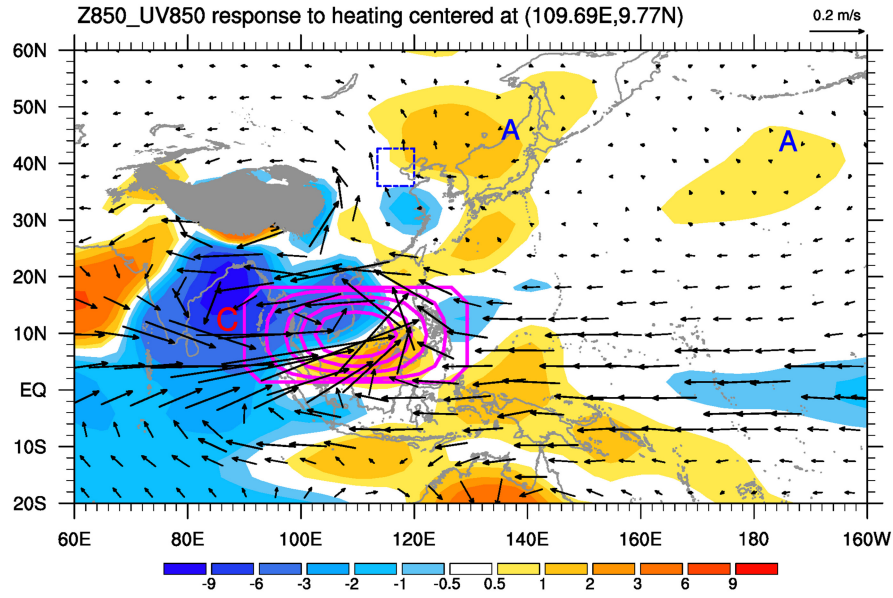 Z850_UV850 response to heating centered at (109.69E,9.77N)
0.2 m/s
60N
50N
A
A
40N
30N
20N
C
10N
EQ
10S
20S
60E 80E 100E 120E 140E 160E 180 160W
-9 -6 -3 -2 -1 -0.5 0.5 1 2 3 6 9